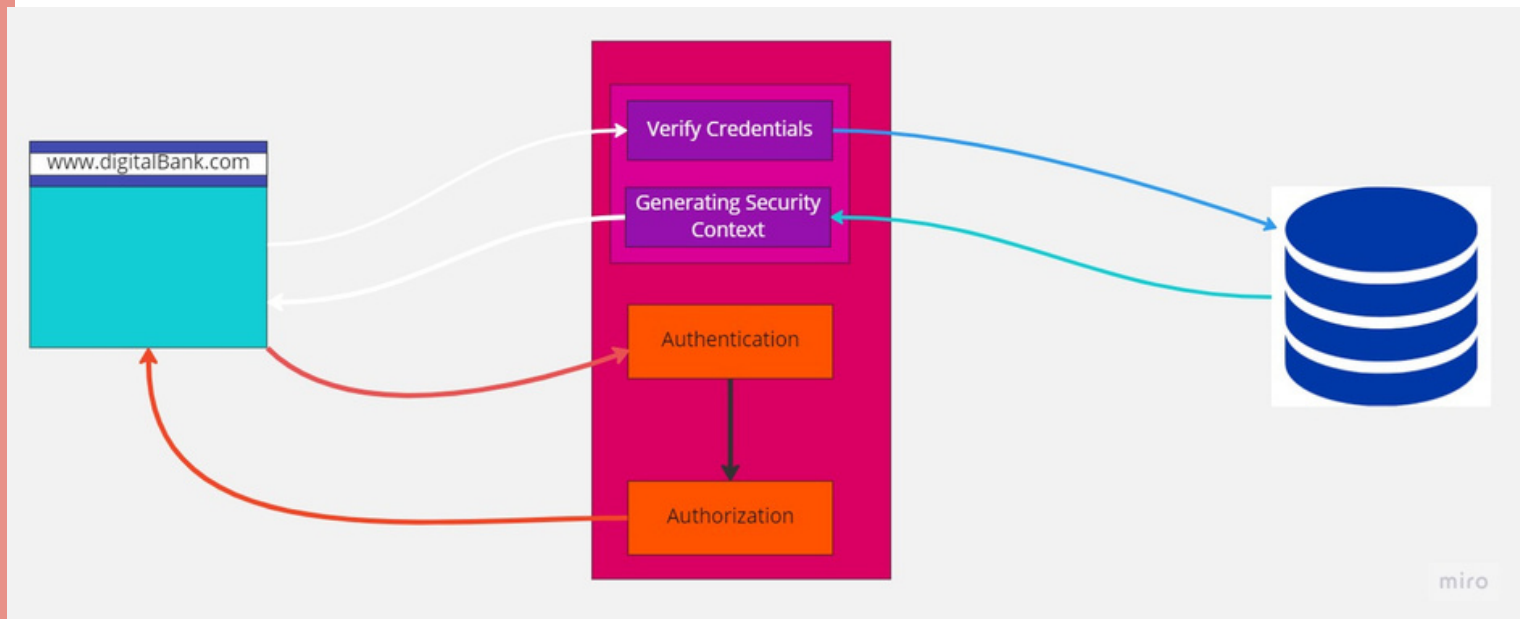 www.digitalBank.com
Verify Credentials
Generating Security
Context
Authentication
Authorization
miro